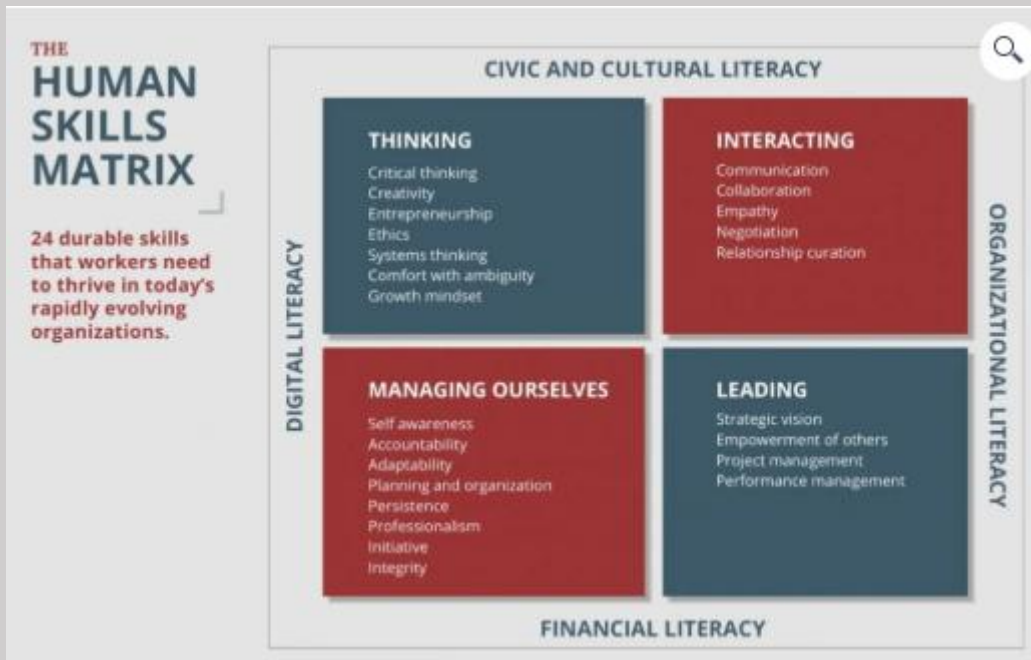 THE
HUMAN
SKILLS
MATRIX
24 durable skills
that workers need
to thrive in today's
rapidly evolving
organizations.
CIVIC AND CULTURAL LITERACY
DIGITAL LITERACY
THINKING
Critical thinking
Creativity
Entrepreneurship
Ethics
Systems thinking
Comfort with ambiguity
Growth mindset
INTERACTING
Communication
Collaboration
Empathy
Negotiation
Relationship curation
MANAGING OURSELVES
Self awareness
Accountability
Adaptability
Planning and organization
Persistence
Professionalism
Initiative
Integrity
LEADING
Strategic vision
Empowerment of others
Project management
Performance management
ORGANIZATIONAL LITERACY
FINANCIAL LITERACY